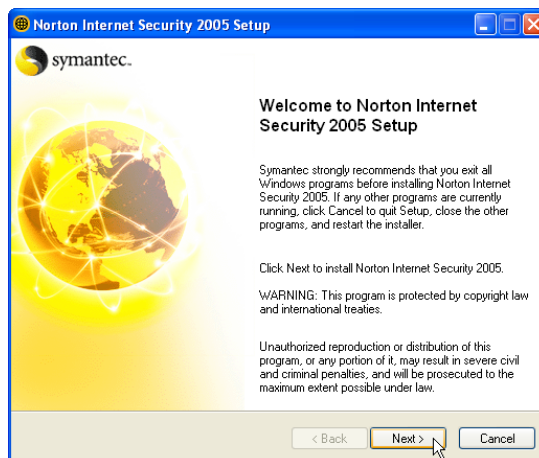 Norton Internet Security 2005 Setup
symantec.
Welcome to Norton Internet
Security 2005 Setup
Symantec strongly recommends that you exit all
Windows programs before installing Norton Internet
Security 2005. If any other programs are currently
running, click Cancel to quit Setup, close the other
programs, and restart the installer.
Click Next to install Norton Internet Security 2005.
WARNING: This program is protected by copyright law
and international treaties.
Unauthorized reproduction or distribution of this
program, or any portion of it, may result in severe civil
and criminal penalties, and will be prosecuted to the
maximum extent possible under law.
< Back Next > Cancel